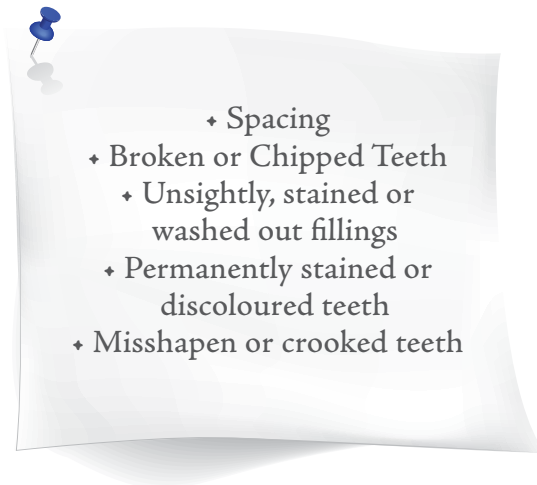 ✦ Spacing
✦ Broken or Chipped Teeth
✦ Unsightly, stained or
washed out fillings
✦ Permanently stained or
discoloured teeth
✦ Misshapen or crooked teeth